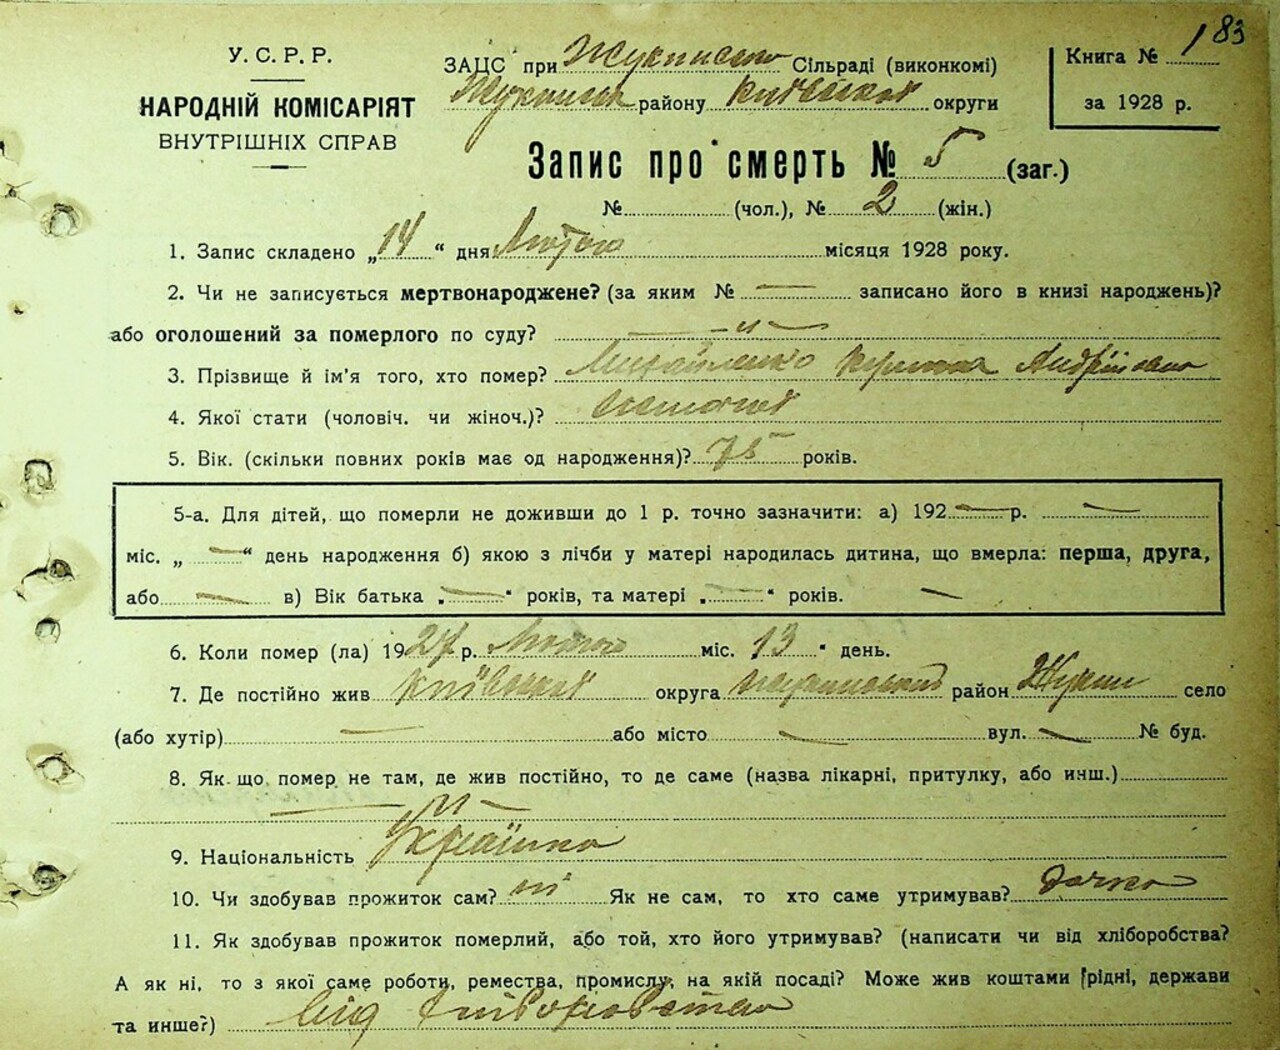 183
У.С.Р.Р.
НАРОДНІЙ КОМІСАРІЯТ
ВНУТРІШНІХ СПРАВ
ЗАЦС при Жукинською Сільраді (виконкомі)
району Київської округи
Книга № 1
за 1928 р.
Запис про смерть № 5 (заг.)
№ (чол.), № 2 (жін.)
1. Запис складено „14“ дня Лютого місяця 1928 року.
2. Чи не записується мертвонароджене? (за яким № — записано його в книзі народжень)?
або оголошений за померлого по суду? — „ —
3. Прізвище й ім'я того, хто помер? Михайленко Андріївна
4. Якої стати (чоловіч. чи жіноч.)?
5. Вік. (скільки повних років має од народження)? 75 років.
5-а. Для дітей, що померли не доживши до 1 р. точно зазначити: а) 192 — р. —
міс. „ — “ день народження б) якою з лічби у матері народилась дитина, що вмерла: перша, друга,
або — в) Вік батька „ — “ років, та матері „ — “ років. —
6. Коли помер (ла) 1927 р. Лютого міс. 13 " день.
7. Де постійно жив Київської округа район Жукин село
(або хутір) — або місто — вул. — № буд.
8. Як що помер не там, де жив постійно, то де саме (назва лікарні, притулку, або инш.)
— „ —
9. Національність Українка
10. Чи здобував прожиток сам? ні Як не сам, то хто саме утримував? дочка
11. Як здобував прожиток померлий, або той, хто його утримував? (написати чи від хліборобства?
А як ні, то з якої саме роботи, ремества, промислу, на якій посаді? Може жив коштами рідні, держави
та инше?) від хліборобства